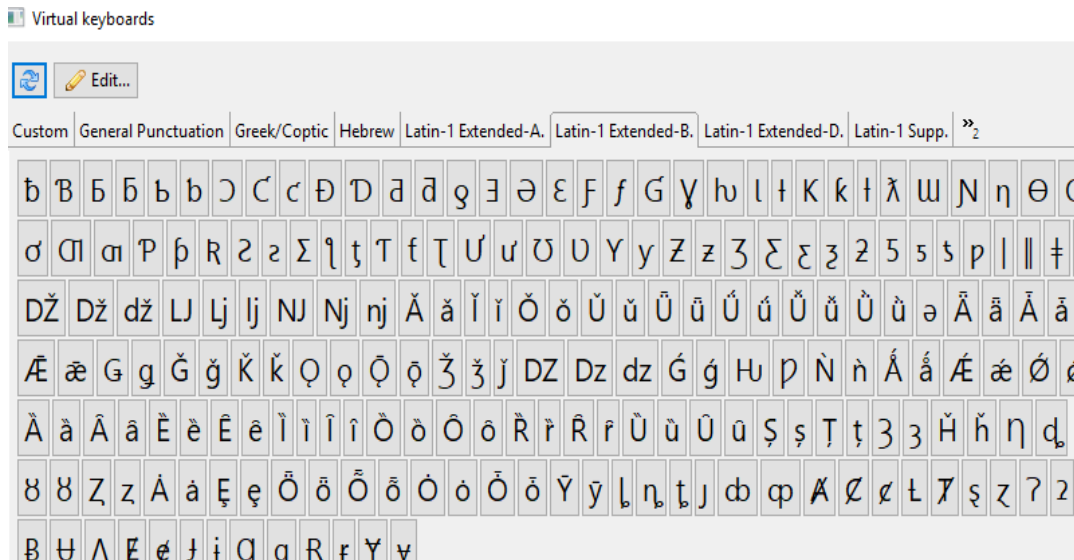 Virtual keyboards
Edit...
Custom General Punctuation Greek/Coptic Hebrew Latin-1 Extended-A. Latin-1 Extended-B. Latin-1 Extended-D. Latin-1 Supp. »2
ƀ Ɓ Ƃ ƃ Ƅ ƅ Ɔ Ƈ ƈ Ɖ Ɗ Ƌ ƌ ƍ Ǝ Ə Ɛ Ƒ ƒ Ɠ Ɣ ƕ Ɩ Ɨ Ƙ ƙ ƚ ƛ Ɯ Ɲ ƞ Ɵ
ơ Ƣ ƣ Ƥ ƥ Ʀ Ƨ ƨ Ʃ ƪ ƫ Ƭ ƭ Ʈ Ư ư Ʊ Ʋ Ƴ ƴ Ƶ ƶ Ʒ Ƹ ƹ ƺ ƻ Ƽ ƽ ƾ ƿ ǀ ǁ ǂ
Ǆ ǅ ǆ Ǉ ǈ ǉ Ǌ ǋ ǌ Ǎ ǎ Ǐ ǐ Ǒ ǒ Ǔ ǔ Ǖ ǖ Ǘ ǘ Ǚ ǚ Ǜ ǜ ǝ Ǟ ǟ Ǡ ǡ
Ǣ ǣ Ǥ ǥ Ǧ ǧ Ǩ ǩ Ǫ ǫ Ǭ ǭ Ǯ ǯ ǰ Ǳ ǲ ǳ Ǵ ǵ Ƕ Ƿ Ǹ ǹ Ǻ ǻ Ǽ ǽ Ǿ
Ȁ ȁ Ȃ ȃ Ȅ ȅ Ȇ ȇ Ȉ ȉ Ȋ ȋ Ȍ ȍ Ȏ ȏ Ȑ ȑ Ȓ ȓ Ȕ ȕ Ȗ ȗ Ș ș Ț ț Ȝ ȝ Ȟ ȟ Ƞ ȡ
Ȣ ȣ Ȥ ȥ Ȧ ȧ Ȩ ȩ Ȫ ȫ Ȭ ȭ Ȯ ȯ Ȱ ȱ Ȳ ȳ ȴ ȵ ȶ ȷ ȸ ȹ Ⱥ Ȼ ȼ Ƚ Ⱦ ȿ ɀ Ɂ ɂ
Ƀ Ʉ Ʌ Ɇ ɇ Ɉ ɉ Ɋ ɋ Ɍ ɍ Ɏ ɏ